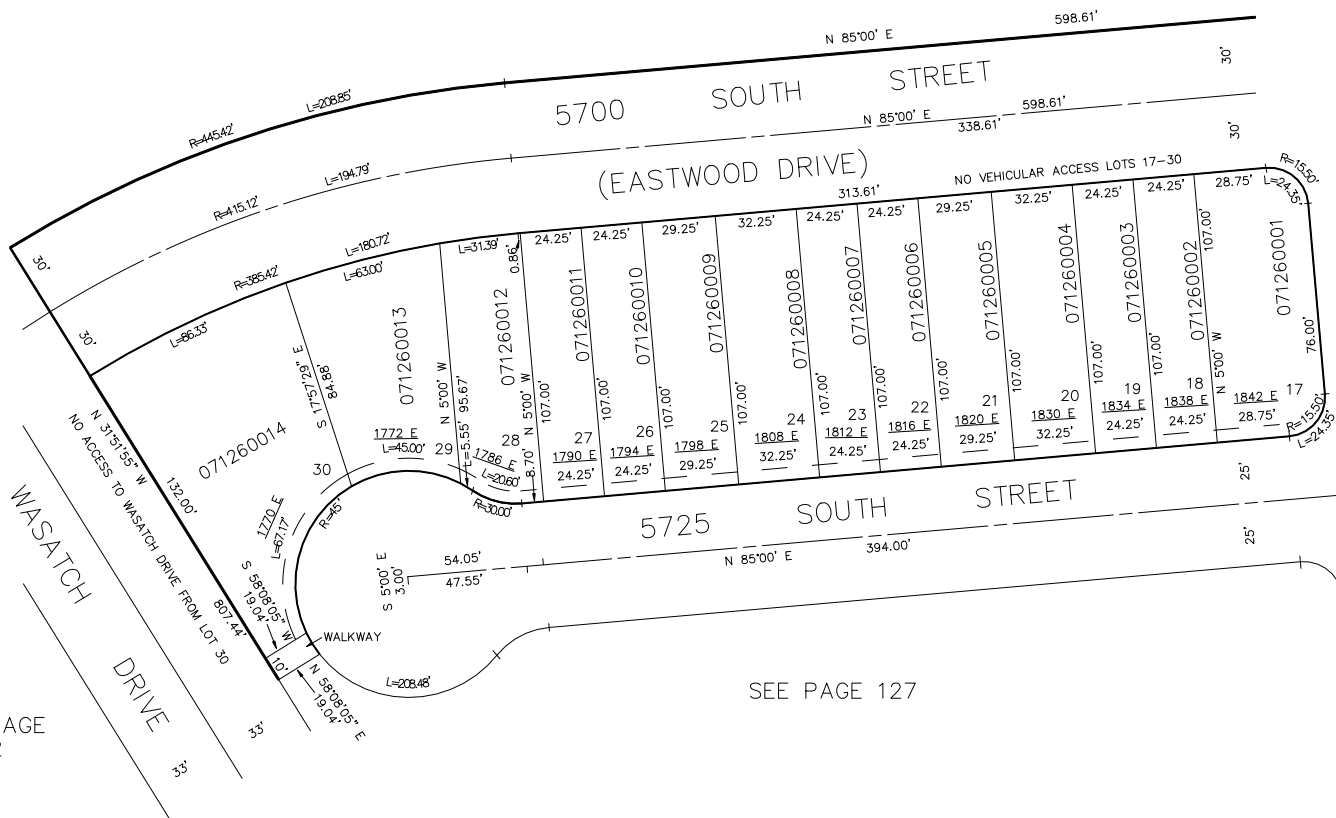 598.61'
N 85°00' E
30'
L=208.85'
R=445.42'
5700 SOUTH STREET
598.61'
N 85°00' E
338.61'
30'
(EASTWOOD DRIVE)
NO VEHICULAR ACCESS LOTS 17-30
R=15.50'
L=24.35'
L=194.79'
R=415.12'
313.61'
L=180.72'
L=31.39'
0.86'
24.25'
24.25'
29.25'
32.25'
24.25'
24.25'
29.25'
32.25'
24.25'
24.25'
28.75'
30'
30'
R=385.42'
L=63.00'
L=86.33'
071260014
071260013
071260012
071260011
071260010
071260009
071260008
071260007
071260006
071260005
071260004
071260003
071260002
071260001
S 17°57'29" E
84.88'
N 5°00' W
95.67'
N 5°00' W
107.00'
107.00'
107.00'
107.00'
107.00'
107.00'
107.00'
107.00'
107.00'
107.00'
107.00'
N 5°00' W
76.00'
30
29
28
27
26
25
24
23
22
21
20
19
18
17
1770 E
1772 E
1786 E
1790 E
1794 E
1798 E
1808 E
1812 E
1816 E
1820 E
1830 E
1834 E
1838 E
1842 E
L=67.17'
L=45.00'
L=5.55'
L=20.60'
8.70'
24.25'
24.25'
29.25'
32.25'
24.25'
24.25'
29.25'
32.25'
24.25'
24.25'
28.75'
R=15.50'
L=24.35'
R=45'
R=30.00'
5725 SOUTH STREET
25'
25'
54.05'
47.55'
N 85°00' E
394.00'
S 5°00' E
3.00'
N 31°51'55" W
132.00'
807.44'
NO ACCESS TO WASATCH DRIVE FROM LOT 30
S 58°08'05" W
19.04'
WALKWAY
10'
N 58°08'05" E
19.04'
L=208.48'
WASATCH DRIVE
33'
33'
SEE PAGE 127
AGE